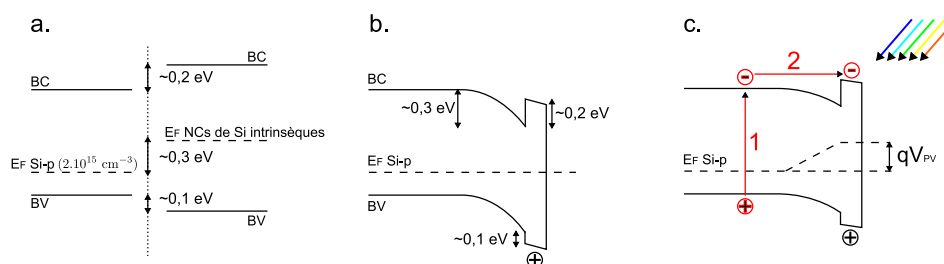 a.
BC
BC
~0,2 eV
EF NCs de Si intrinsèques
EF Si-p (2.10¹⁵ cm⁻³)
~0,3 eV
~0,1 eV
BV
BV
b.
BC
~0,3 eV
~0,2 eV
EF Si-p
BV
~0,1 eV
+
c.
2
- -
1
EF Si-p
qVPV
+
+